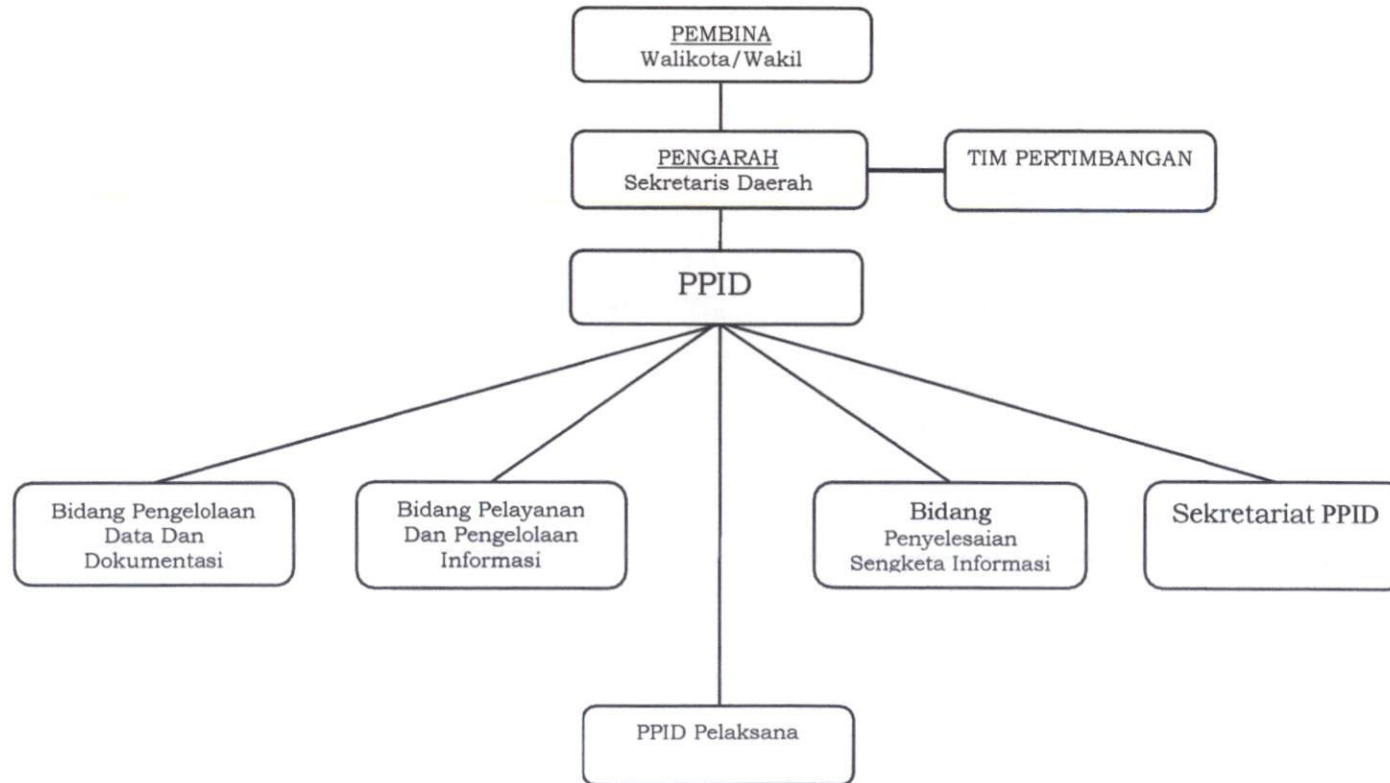 PEMBINA
Walikota/Wakil
PENGARAH
Sekretaris Daerah
TIM PERTIMBANGAN
PPID
Bidang Pengelolaan
Data Dan
Dokumentasi
Bidang Pelayanan
Dan Pengelolaan
Informasi
Bidang
Penyelesaian
Sengketa Informasi
Sekretariat PPID
PPID Pelaksana